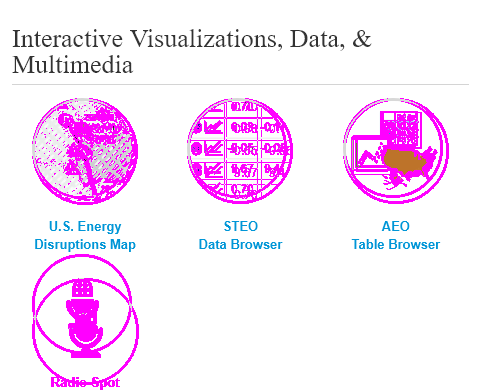 Interactive Visualizations, Data, &
Multimedia
U.S. Energy
Disruptions Map
STEO
Data Browser
AEO
Table Browser
Radio Spot